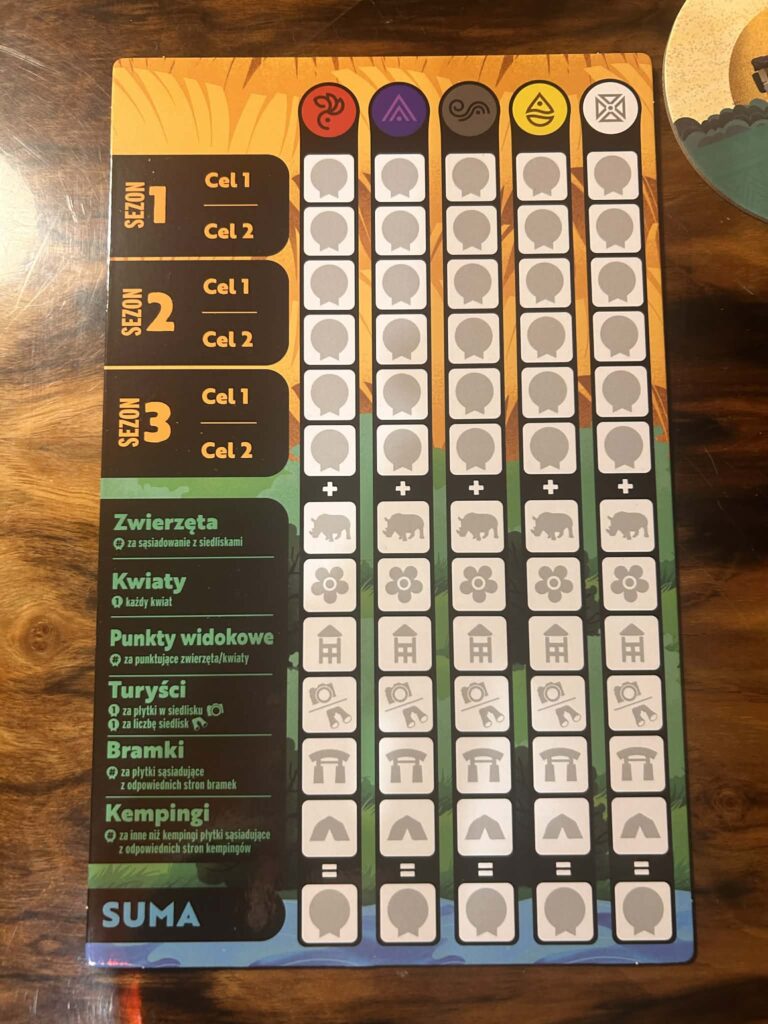 SEZON 1
Cel 1
Cel 2
SEZON 2
Cel 1
Cel 2
SEZON 3
Cel 1
Cel 2
+ + + + +
Zwierzęta
# za sąsiadowanie z siedliskami
Kwiaty
1 każdy kwiat
Punkty widokowe
# za punktujące zwierzęta/kwiaty
Turyści
1 za płytki w siedlisku
1 za liczbę siedlisk
Bramki
# za płytki sąsiadujące
z odpowiednich stron bramek
Kempingi
# za inne niż kempingi płytki sąsiadujące
z odpowiednich stron kempingów
= = = = =
SUMA